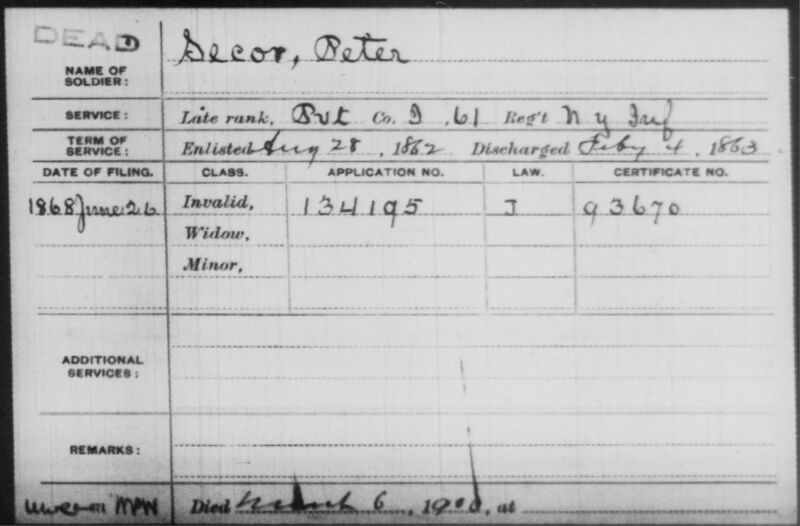 DEAD
Secor, Peter
NAME OF SOLDIER:
SERVICE: Late rank, Pvt Co. I, 61 Reg't N Y Inf
TERM OF SERVICE: Enlisted Aug 28, 1862 Discharged Feby 4, 1863
DATE OF FILING. CLASS. APPLICATION NO. LAW. CERTIFICATE NO.
1868 June 26 Invalid, 134195 J 93670
Widow,
Minor,
ADDITIONAL SERVICES:
REMARKS:
MAN Died March 6, 190 , at